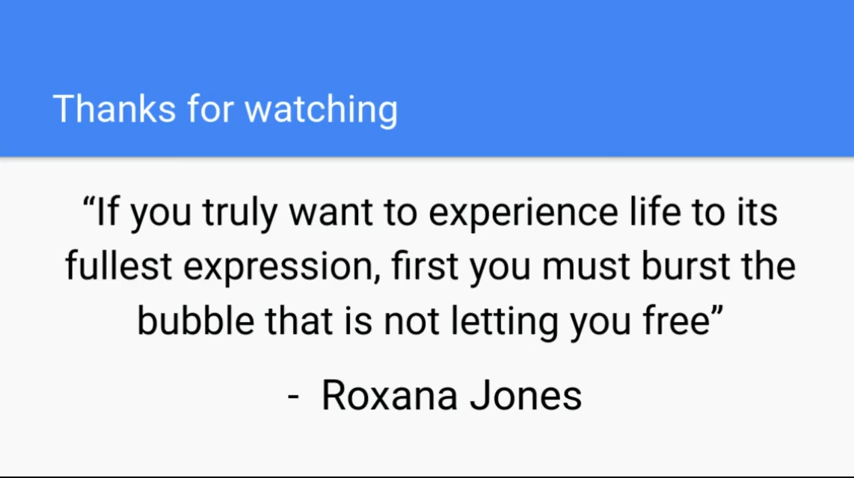 Thanks for watching
“If you truly want to experience life to its
fullest expression, first you must burst the
bubble that is not letting you free”
- Roxana Jones